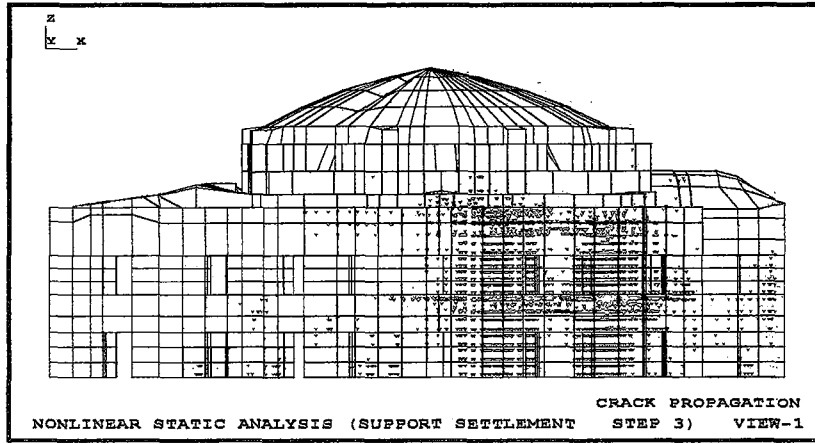 Z
Y X
CRACK PROPAGATION
NONLINEAR STATIC ANALYSIS (SUPPORT SETTLEMENT STEP 3) VIEW-1